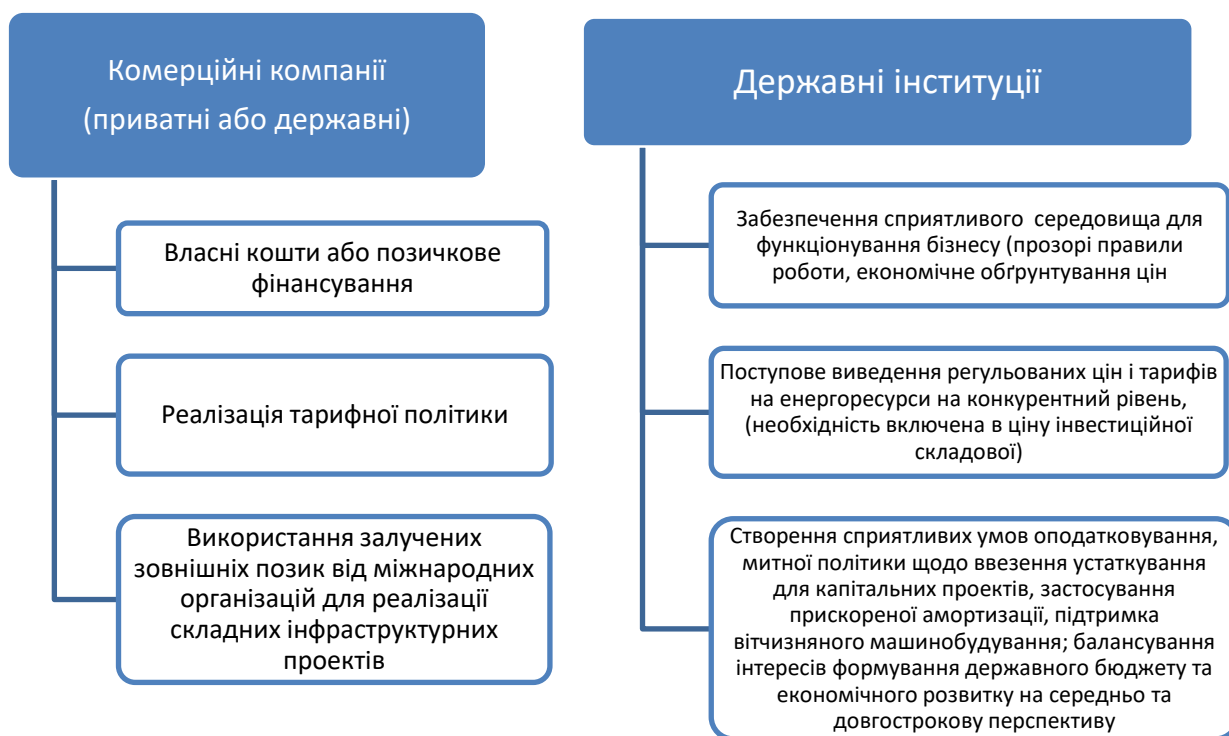 Комерційні компанії
(приватні або державні)
Власні кошти або позичкове
фінансування
Реалізація тарифної політики
Використання залучених
зовнішніх позик від міжнародних
організацій для реалізації
складних інфраструктурних
проектів
Державні інституції
Забезпечення сприятливого середовища для
функціонування бізнесу (прозорі правили
роботи, економічне обґрунтування цін
Поступове виведення регульованих цін і тарифів
на енергоресурси на конкурентний рівень,
(необхідність включена в ціну інвестиційної
складової)
Створення сприятливих умов оподатковування,
митної політики щодо ввезення устаткування
для капітальних проектів, застосування
прискореної амортизації, підтримка
вітчизняного машинобудування; балансування
інтересів формування державного бюджету та
економічного розвитку на середньо та
довгострокову перспективу